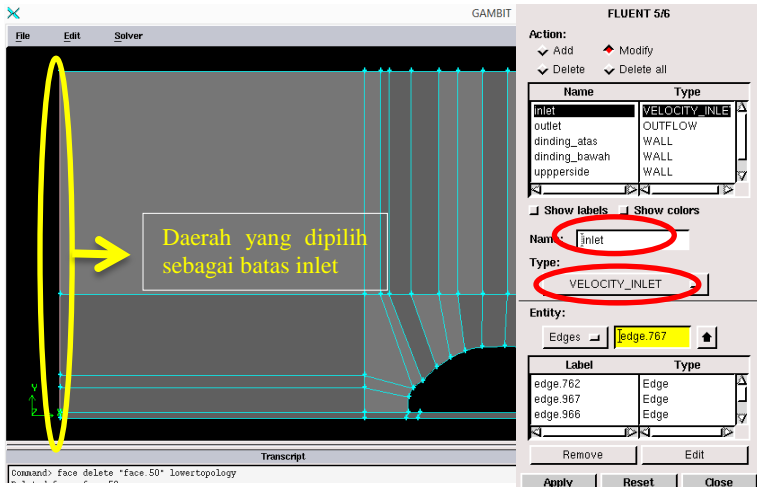 GAMBIT
File Edit Solver
Daerah yang dipilih
sebagai batas inlet
Y
Z
Transcript
Command> face delete "face.50" lowertopology
FLUENT 5/6
Action:
Add Modify
Delete Delete all
Name Type
inlet VELOCITY_INLE
outlet OUTFLOW
dinding_atas WALL
dinding_bawah WALL
uppperside WALL
Show labels Show colors
Name: inlet
Type:
VELOCITY_INLET
Entity:
Edges edge.767
Label Type
edge.762 Edge
edge.967 Edge
edge.966 Edge
Remove Edit
Apply Reset Close